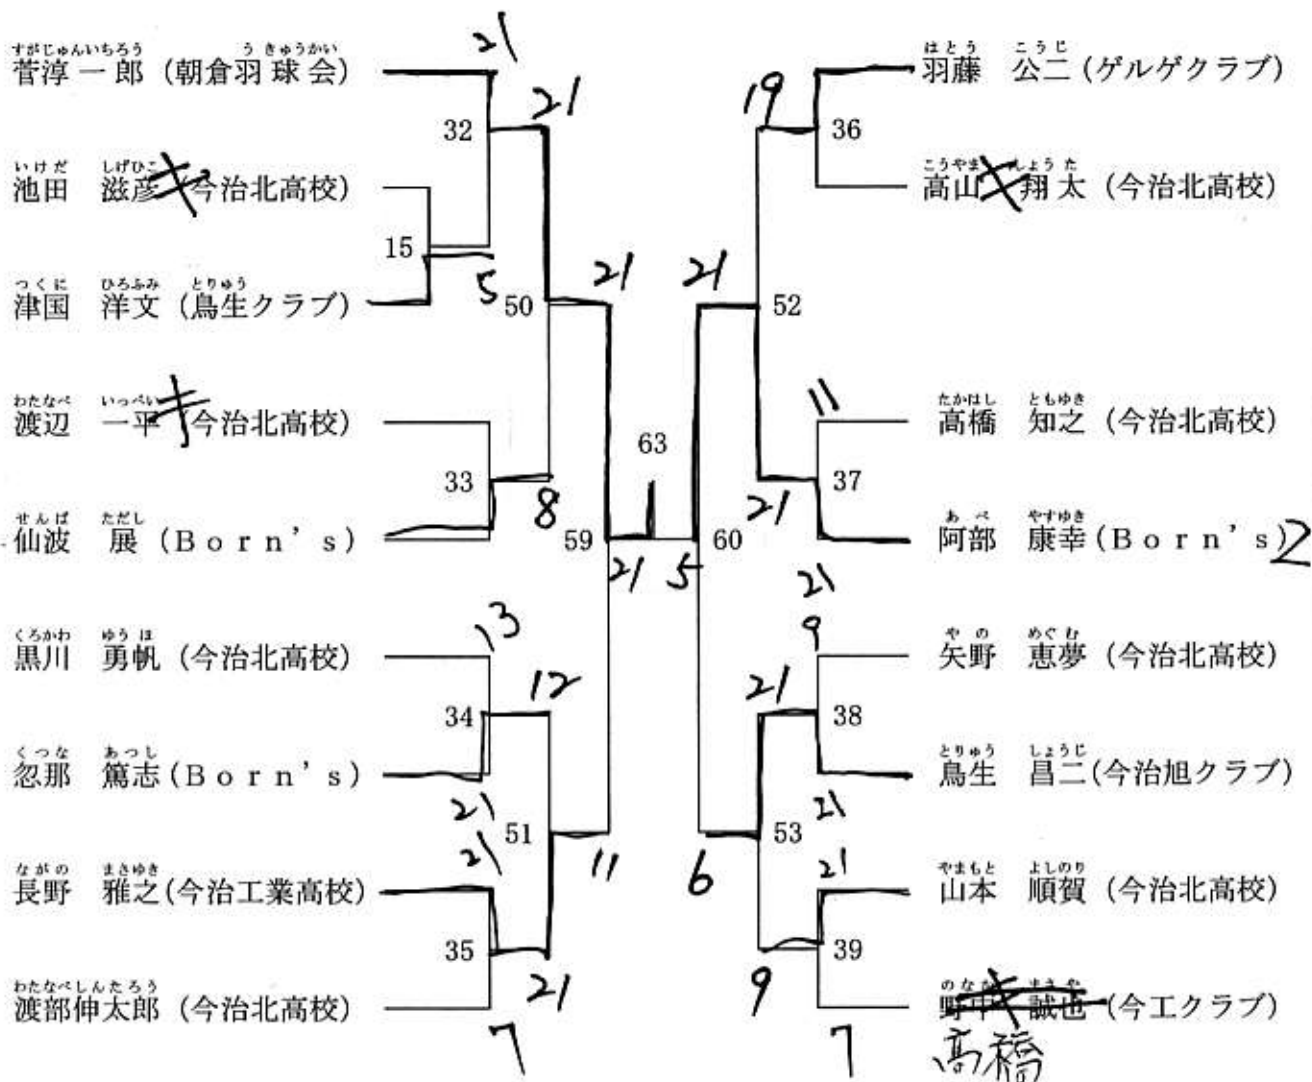 すがじゅんいちろう うきゅうかい
菅淳一郎 (朝倉羽球会)
21
32
21
いけだ しげひこ
池田 滋彦 キ 今治北高校)
15
つくに ひろふみ とりゅう
津国 洋文 (鳥生クラブ)
5
50
21
わたなべ いっぺい
渡辺 一平 キ 今治北高校)
33
せんば ただし
仙波 展 (Born's)
8
59
63
21
5
くろかわ ゆうほ
黒川 勇帆 (今治北高校)
13
34
12
くつな あつし
忽那 篤志 (Born's)
21
51
11
ながの まさゆき
長野 雅之 (今治工業高校)
21
35
21
わたなべしんたろう
渡部伸太郎 (今治北高校)
7
はとう こうじ
羽藤 公二 (ゲルゲクラブ)
19
36
こうやま しょうた
高山 キ 翔太 (今治北高校)
21
52
たかはし ともゆき
高橋 知之 (今治北高校)
11
37
21
あべ やすゆき
阿部 康幸 (Born's) 2
60
21
やの めぐむ
矢野 恵夢 (今治北高校)
9
21
38
とりゅう しょうじ
鳥生 昌二 (今治旭クラブ)
21
53
6
やまもと よしのり
山本 順賀 (今治北高校)
21
39
9
のなか まさや
野中 キ 誠也 (今工クラブ)
7
高橋